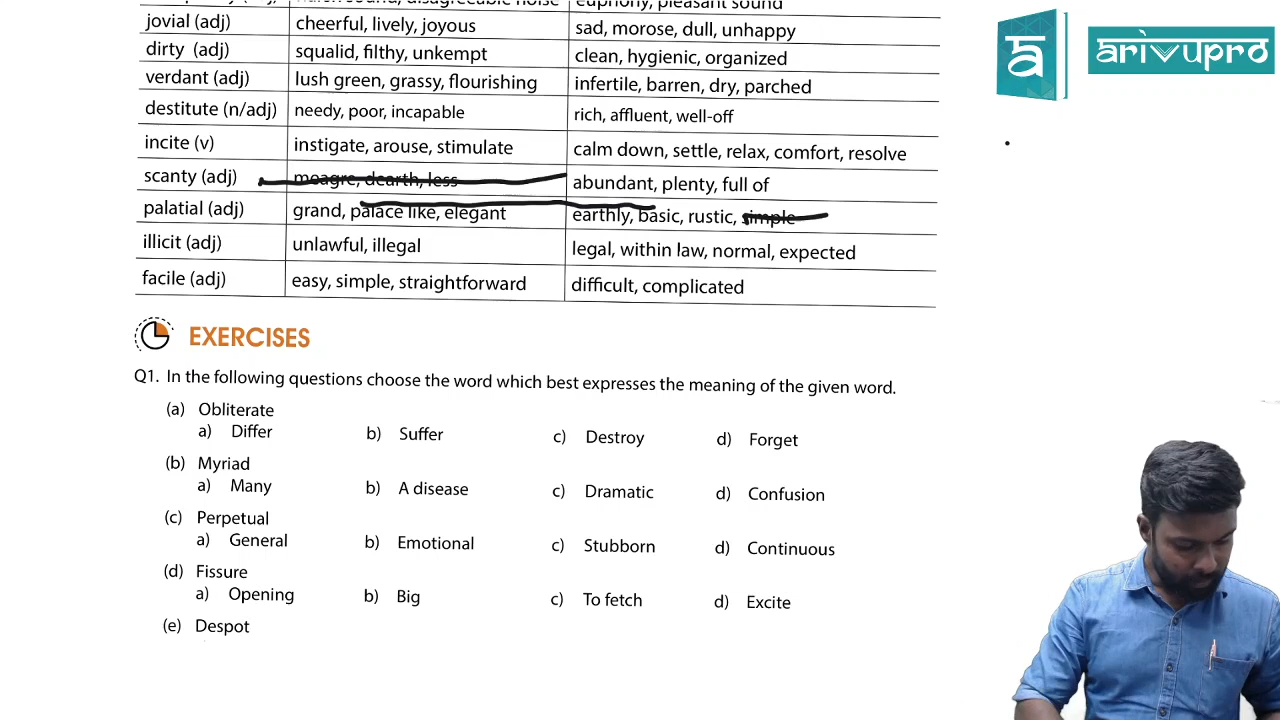 euphony, pleasant sound
jovial (adj) cheerful, lively, joyous sad, morose, dull, unhappy
dirty (adj) squalid, filthy, unkempt clean, hygienic, organized
verdant (adj) lush green, grassy, flourishing infertile, barren, dry, parched
destitute (n/adj) needy, poor, incapable rich, affluent, well-off
incite (v) instigate, arouse, stimulate calm down, settle, relax, comfort, resolve
scanty (adj) meagre, dearth, less abundant, plenty, full of
palatial (adj) grand, palace like, elegant earthly, basic, rustic, simple
illicit (adj) unlawful, illegal legal, within law, normal, expected
facile (adj) easy, simple, straightforward difficult, complicated
EXERCISES
Q1. In the following questions choose the word which best expresses the meaning of the given word.
(a) Obliterate
a) Differ b) Suffer c) Destroy d) Forget
(b) Myriad
a) Many b) A disease c) Dramatic d) Confusion
(c) Perpetual
a) General b) Emotional c) Stubborn d) Continuous
(d) Fissure
a) Opening b) Big c) To fetch d) Excite
(e) Despot
a
arivupro